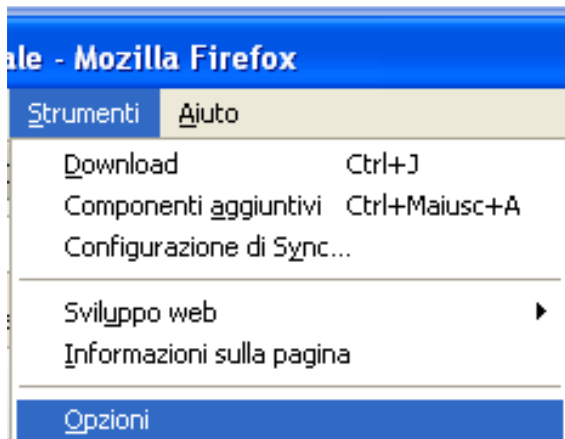 ale - Mozilla Firefox
Strumenti Aiuto
Download Ctrl+J
Componenti aggiuntivi Ctrl+Maiusc+A
Configurazione di Sync...
Sviluppo web
Informazioni sulla pagina
Opzioni